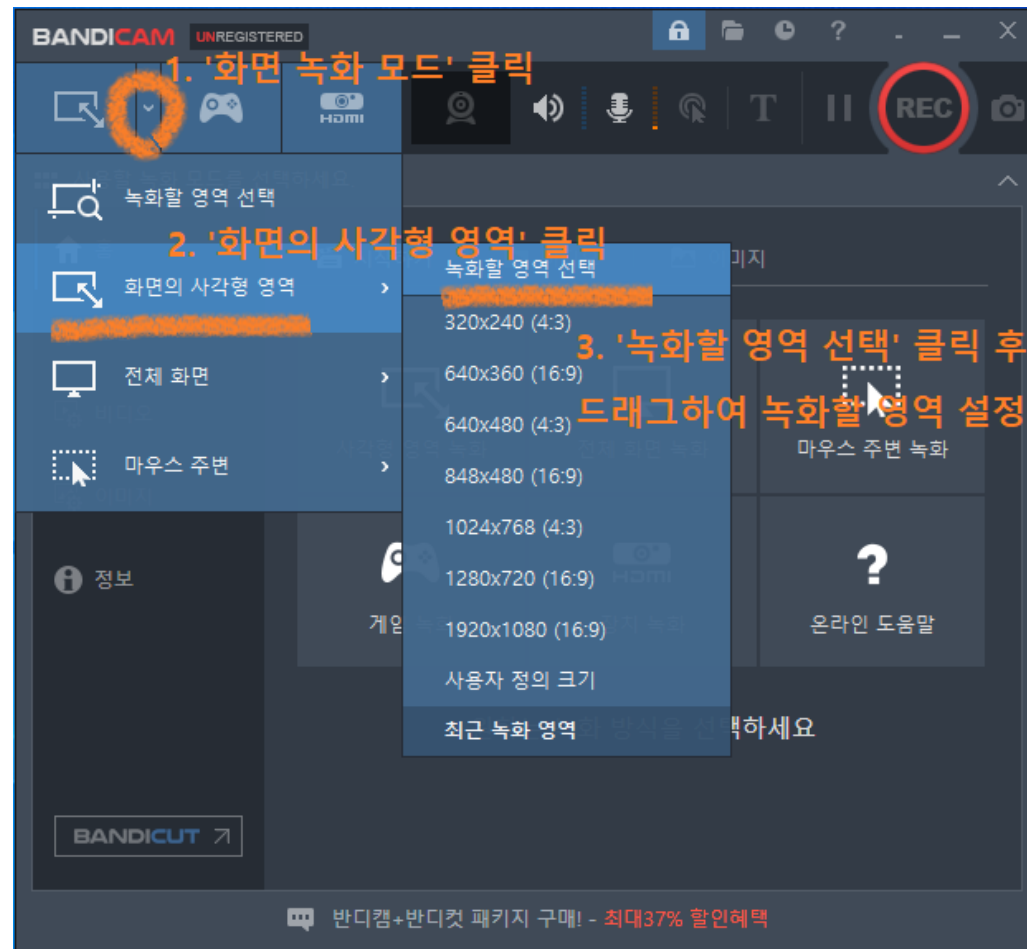 BANDICAM UNREGISTERED
1. '화면 녹화 모드' 클릭
HDMI
T
REC
녹화할 영역 선택
2. '화면의 사각형 영역' 클릭
화면의 사각형 영역
전체 화면
마우스 주변
녹화할 영역 선택
320x240 (4:3)
640x360 (16:9)
640x480 (4:3)
848x480 (16:9)
1024x768 (4:3)
1280x720 (16:9)
1920x1080 (16:9)
사용자 정의 크기
최근 녹화 영역
3. '녹화할 영역 선택' 클릭 후
드래그하여 녹화할 영역 설정
마우스 주변 녹화
정보
게임
온라인 도움말
방식을 선택하세요
BANDICUT
반디캠+반디컷 패키지 구매! - 최대37% 할인혜택